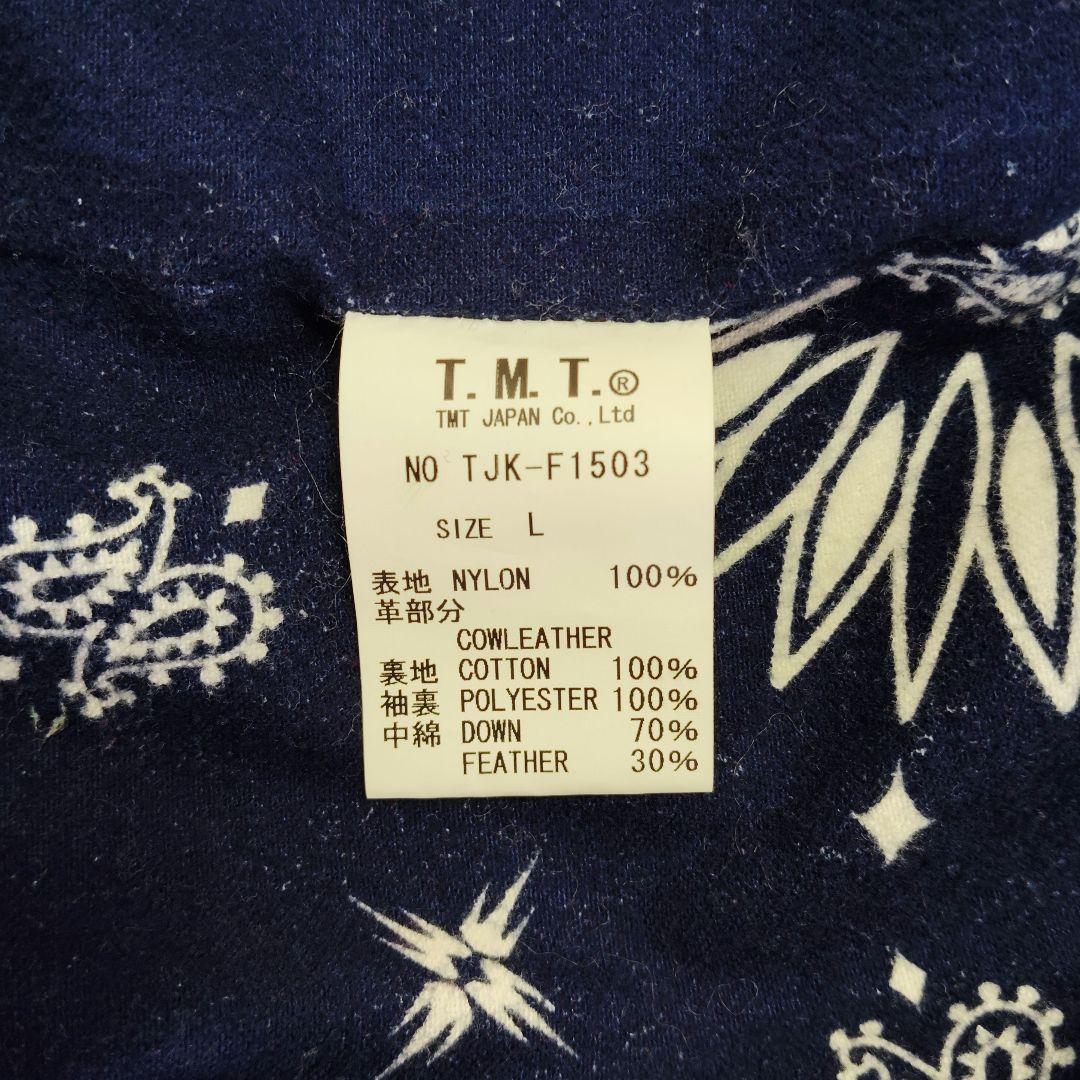 T.M.T.®
TMT JAPAN Co.,Ltd
NO TJK-F1503
SIZE L
表地 NYLON 100%
革部分
COWLEATHER
裏地 COTTON 100%
袖裏 POLYESTER 100%
中綿 DOWN 70%
FEATHER 30%